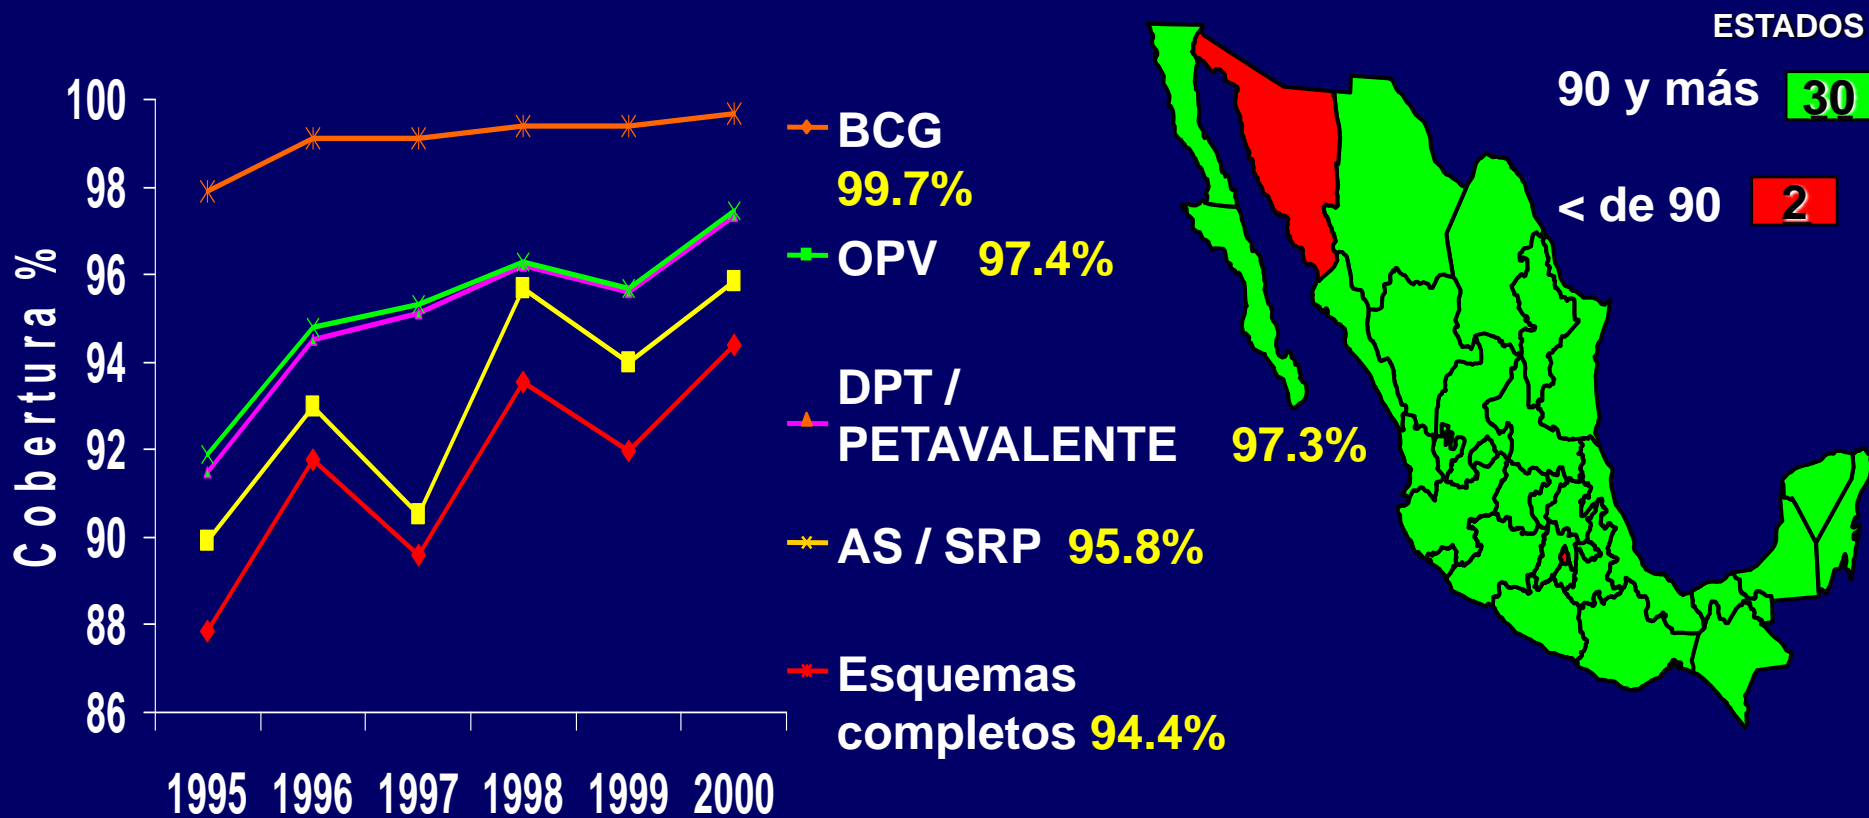 Cobertura %
100
98
96
94
92
90
88
86
1995 1996 1997 1998 1999 2000
BCG
99.7%
OPV 97.4%
DPT /
PETAVALENTE 97.3%
AS / SRP 95.8%
Esquemas
completos 94.4%
ESTADOS
90 y más 30
< de 90 2